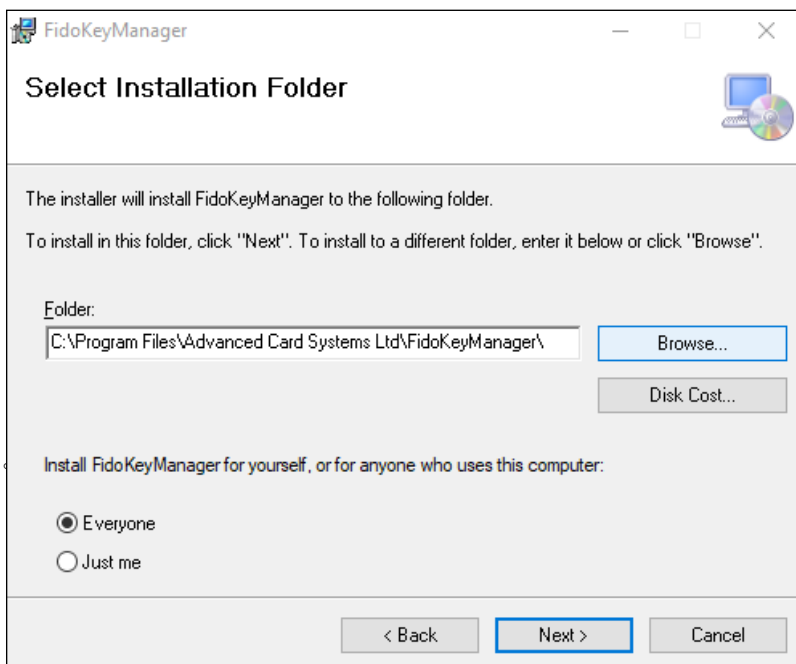 FidoKeyManager
Select Installation Folder
The installer will install FidoKeyManager to the following folder.
To install in this folder, click "Next". To install to a different folder, enter it below or click "Browse".
Folder:
C:\Program Files\Advanced Card Systems Ltd\FidoKeyManager\
Browse...
Disk Cost...
Install FidoKeyManager for yourself, or for anyone who uses this computer:
Everyone
Just me
< Back
Next >
Cancel